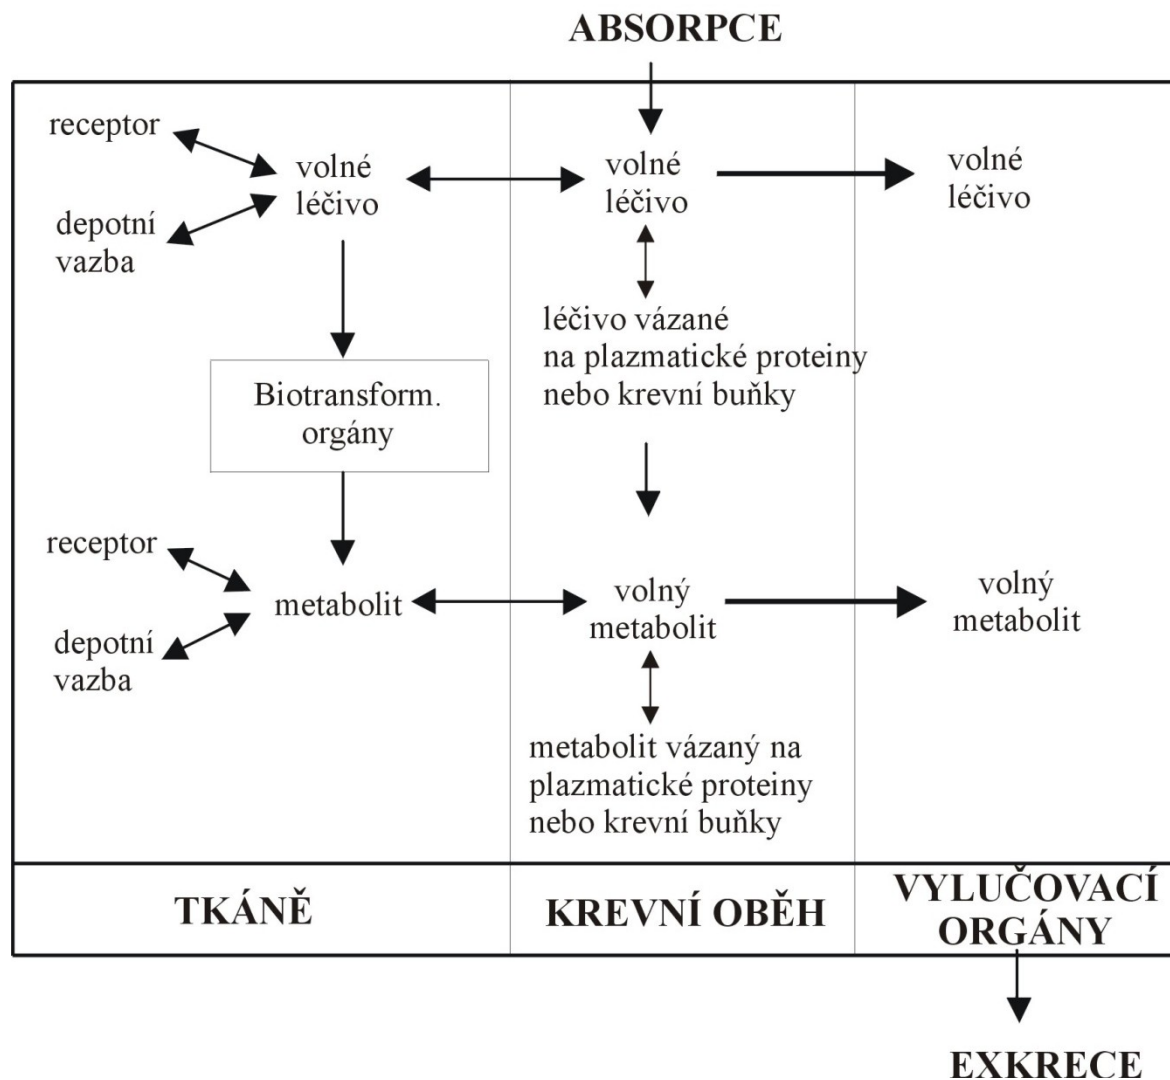 ABSORPCE
receptor
volné
léčivo
depotní
vazba
volné
léčivo
volné
léčivo
léčivo vázané
na plazmatické proteiny
nebo krevní buňky
Biotransform.
orgány
receptor
metabolit
depotní
vazba
volný
metabolit
volný
metabolit
metabolit vázaný na
plazmatické proteiny
nebo krevní buňky
TKÁNĚ
KREVNÍ OBĚH
VYLUČOVACÍ
ORGÁNY
EXKRECE